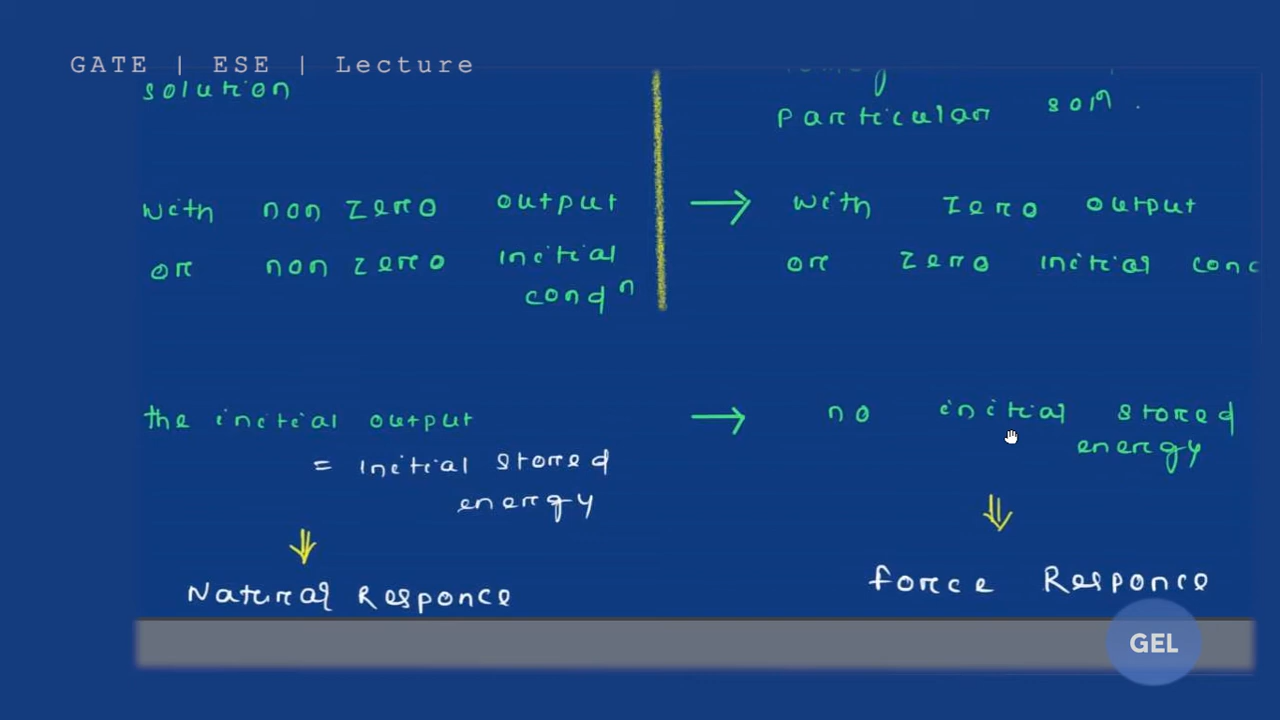 GATE | ESE | Lecture
solution
particular soln.
with non zero output
or non zero initial
condn
→ with zero output
or zero initial cond
the initial output
= initial stored
energy
→ no initial stored
energy
⇓
Natural Responce
⇓
force Responce
GEL